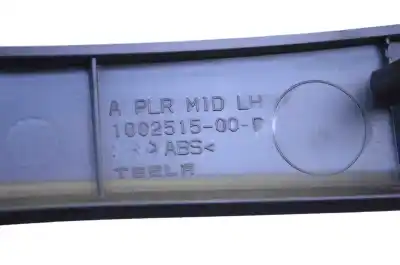 A PLR MID LH
1002515-00-
>ABS<
TESLA